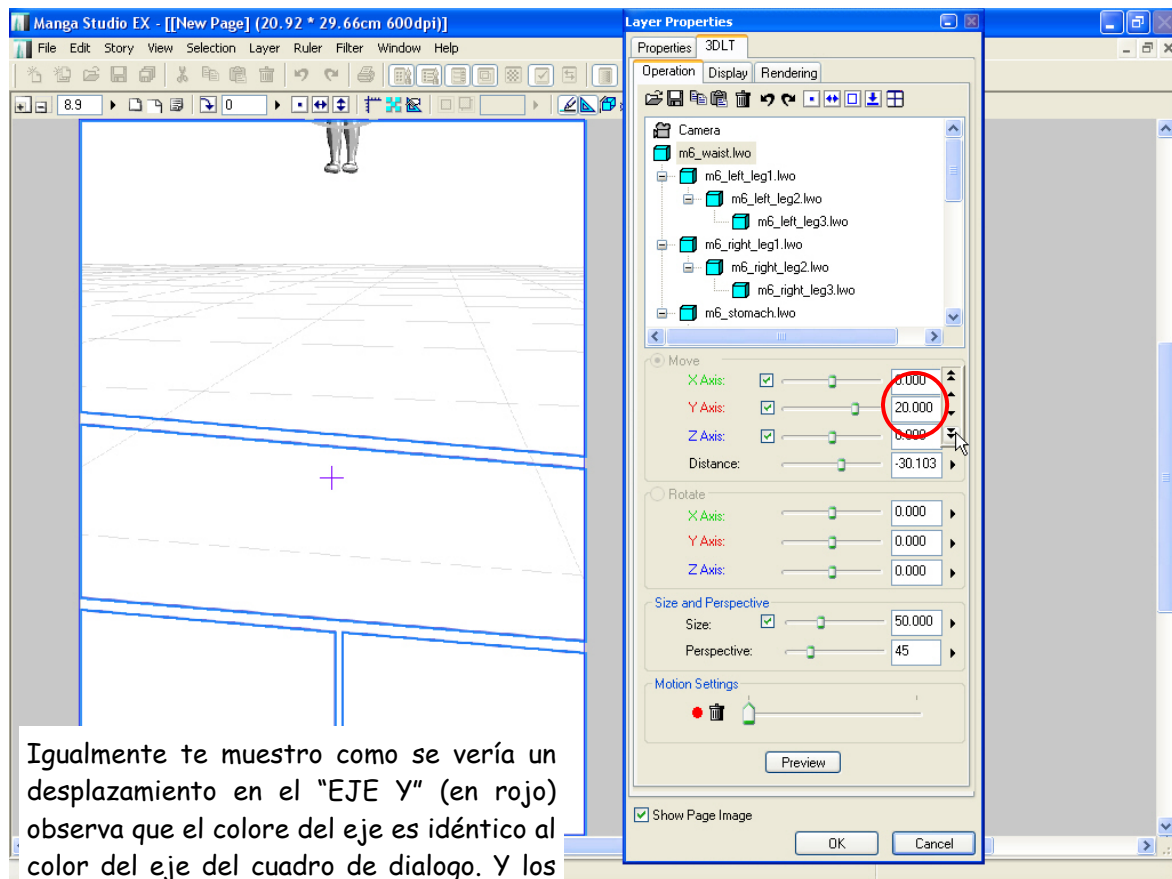 Manga Studio EX - [[New Page] (20.92 * 29.66cm 600dpi)]
File Edit Story View Selection Layer Ruler Filter Window Help
8.9
0
Layer Properties
Properties 3DLT
Operation Display Rendering
Camera
m6_waist.lwo
m6_left_leg1.lwo
m6_left_leg2.lwo
m6_left_leg3.lwo
m6_right_leg1.lwo
m6_right_leg2.lwo
m6_right_leg3.lwo
m6_stomach.lwo
Move
X Axis: 0.000
Y Axis: 20.000
Z Axis: 0.000
Distance: -30.103
Rotate
X Axis: 0.000
Y Axis: 0.000
Z Axis: 0.000
Size and Perspective
Size: 50.000
Perspective: 45
Motion Settings
Preview
Show Page Image
OK Cancel
Igualmente te muestro como se vería un
desplazamiento en el “EJE Y” (en rojo)
observa que el colore del eje es idéntico al
color del eje del cuadro de dialogo. Y los